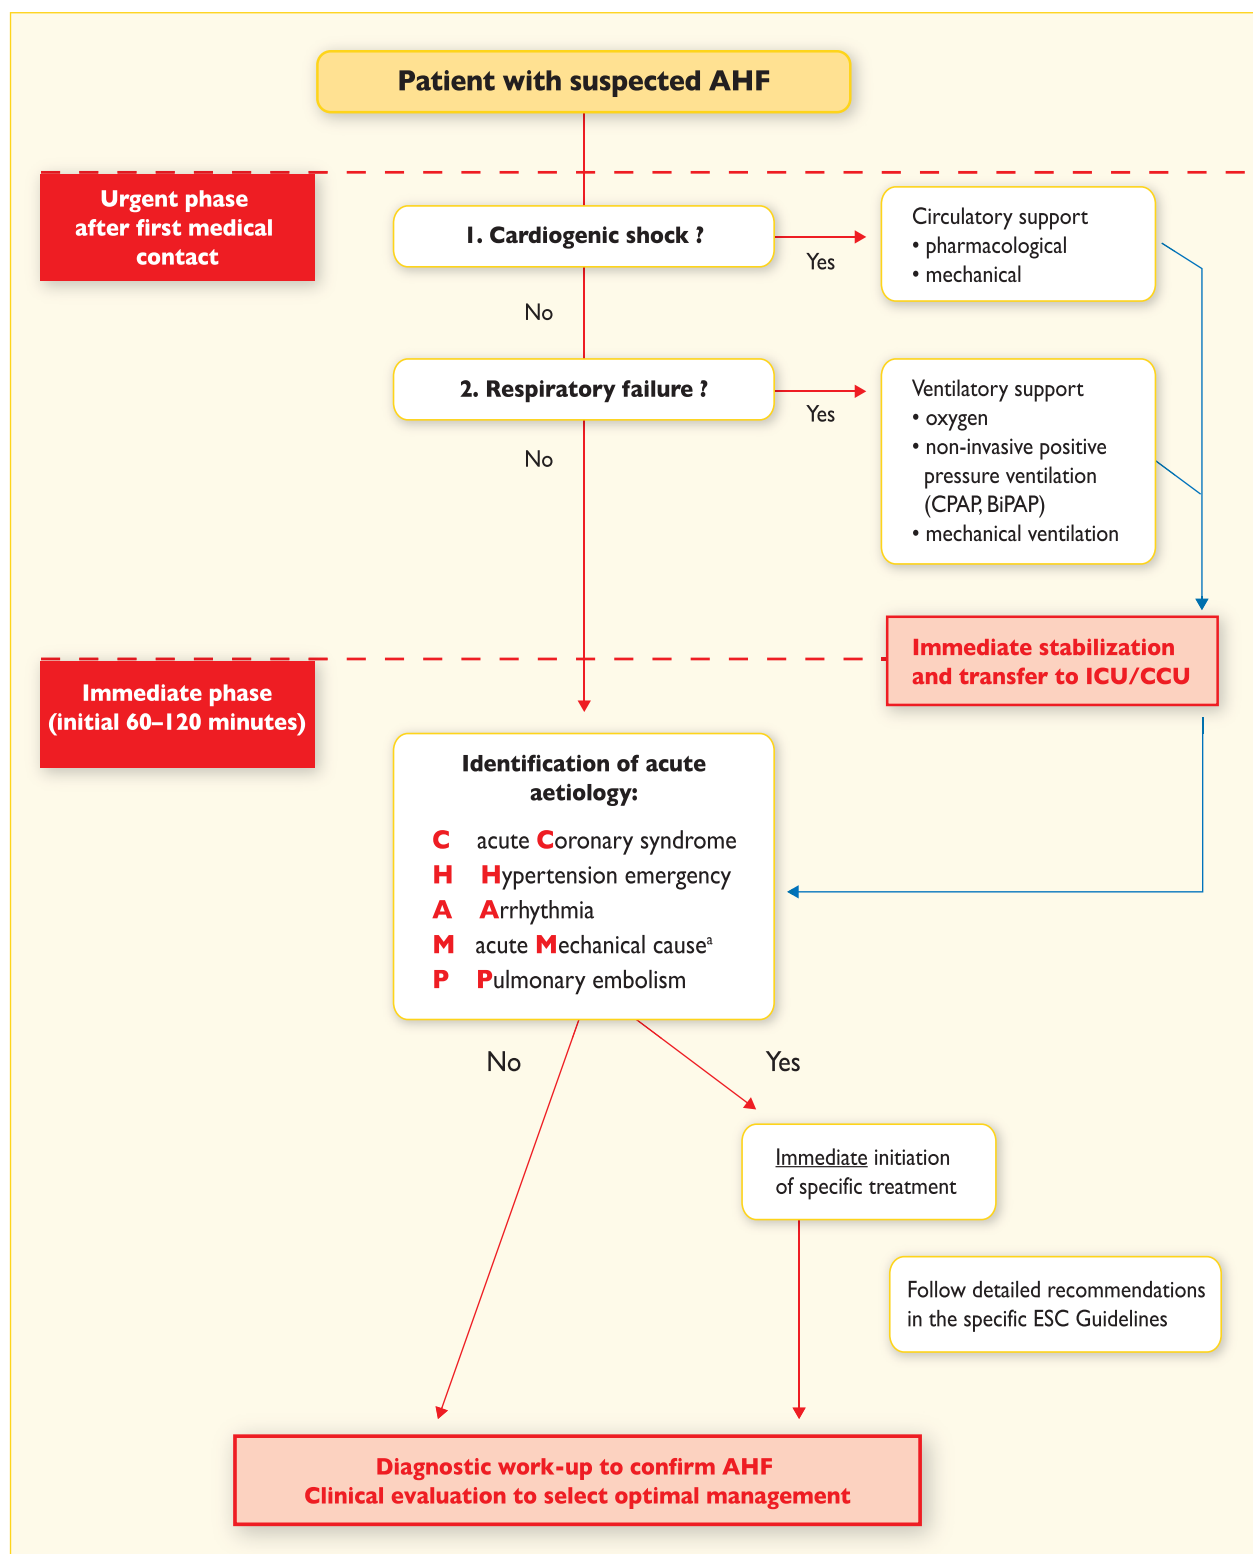 Patient with suspected AHF
Urgent phase
after first medical
contact
1. Cardiogenic shock ?
Yes
Circulatory support
• pharmacological
• mechanical
No
2. Respiratory failure ?
Yes
Ventilatory support
• oxygen
• non-invasive positive
pressure ventilation
(CPAP, BiPAP)
• mechanical ventilation
No
Immediate stabilization
and transfer to ICU/CCU
Immediate phase
(initial 60–120 minutes)
Identification of acute
aetiology:
C acute Coronary syndrome
H Hypertension emergency
A Arrhythmia
M acute Mechanical causeᵃ
P Pulmonary embolism
No
Yes
Immediate initiation
of specific treatment
Follow detailed recommendations
in the specific ESC Guidelines
Diagnostic work-up to confirm AHF
Clinical evaluation to select optimal management